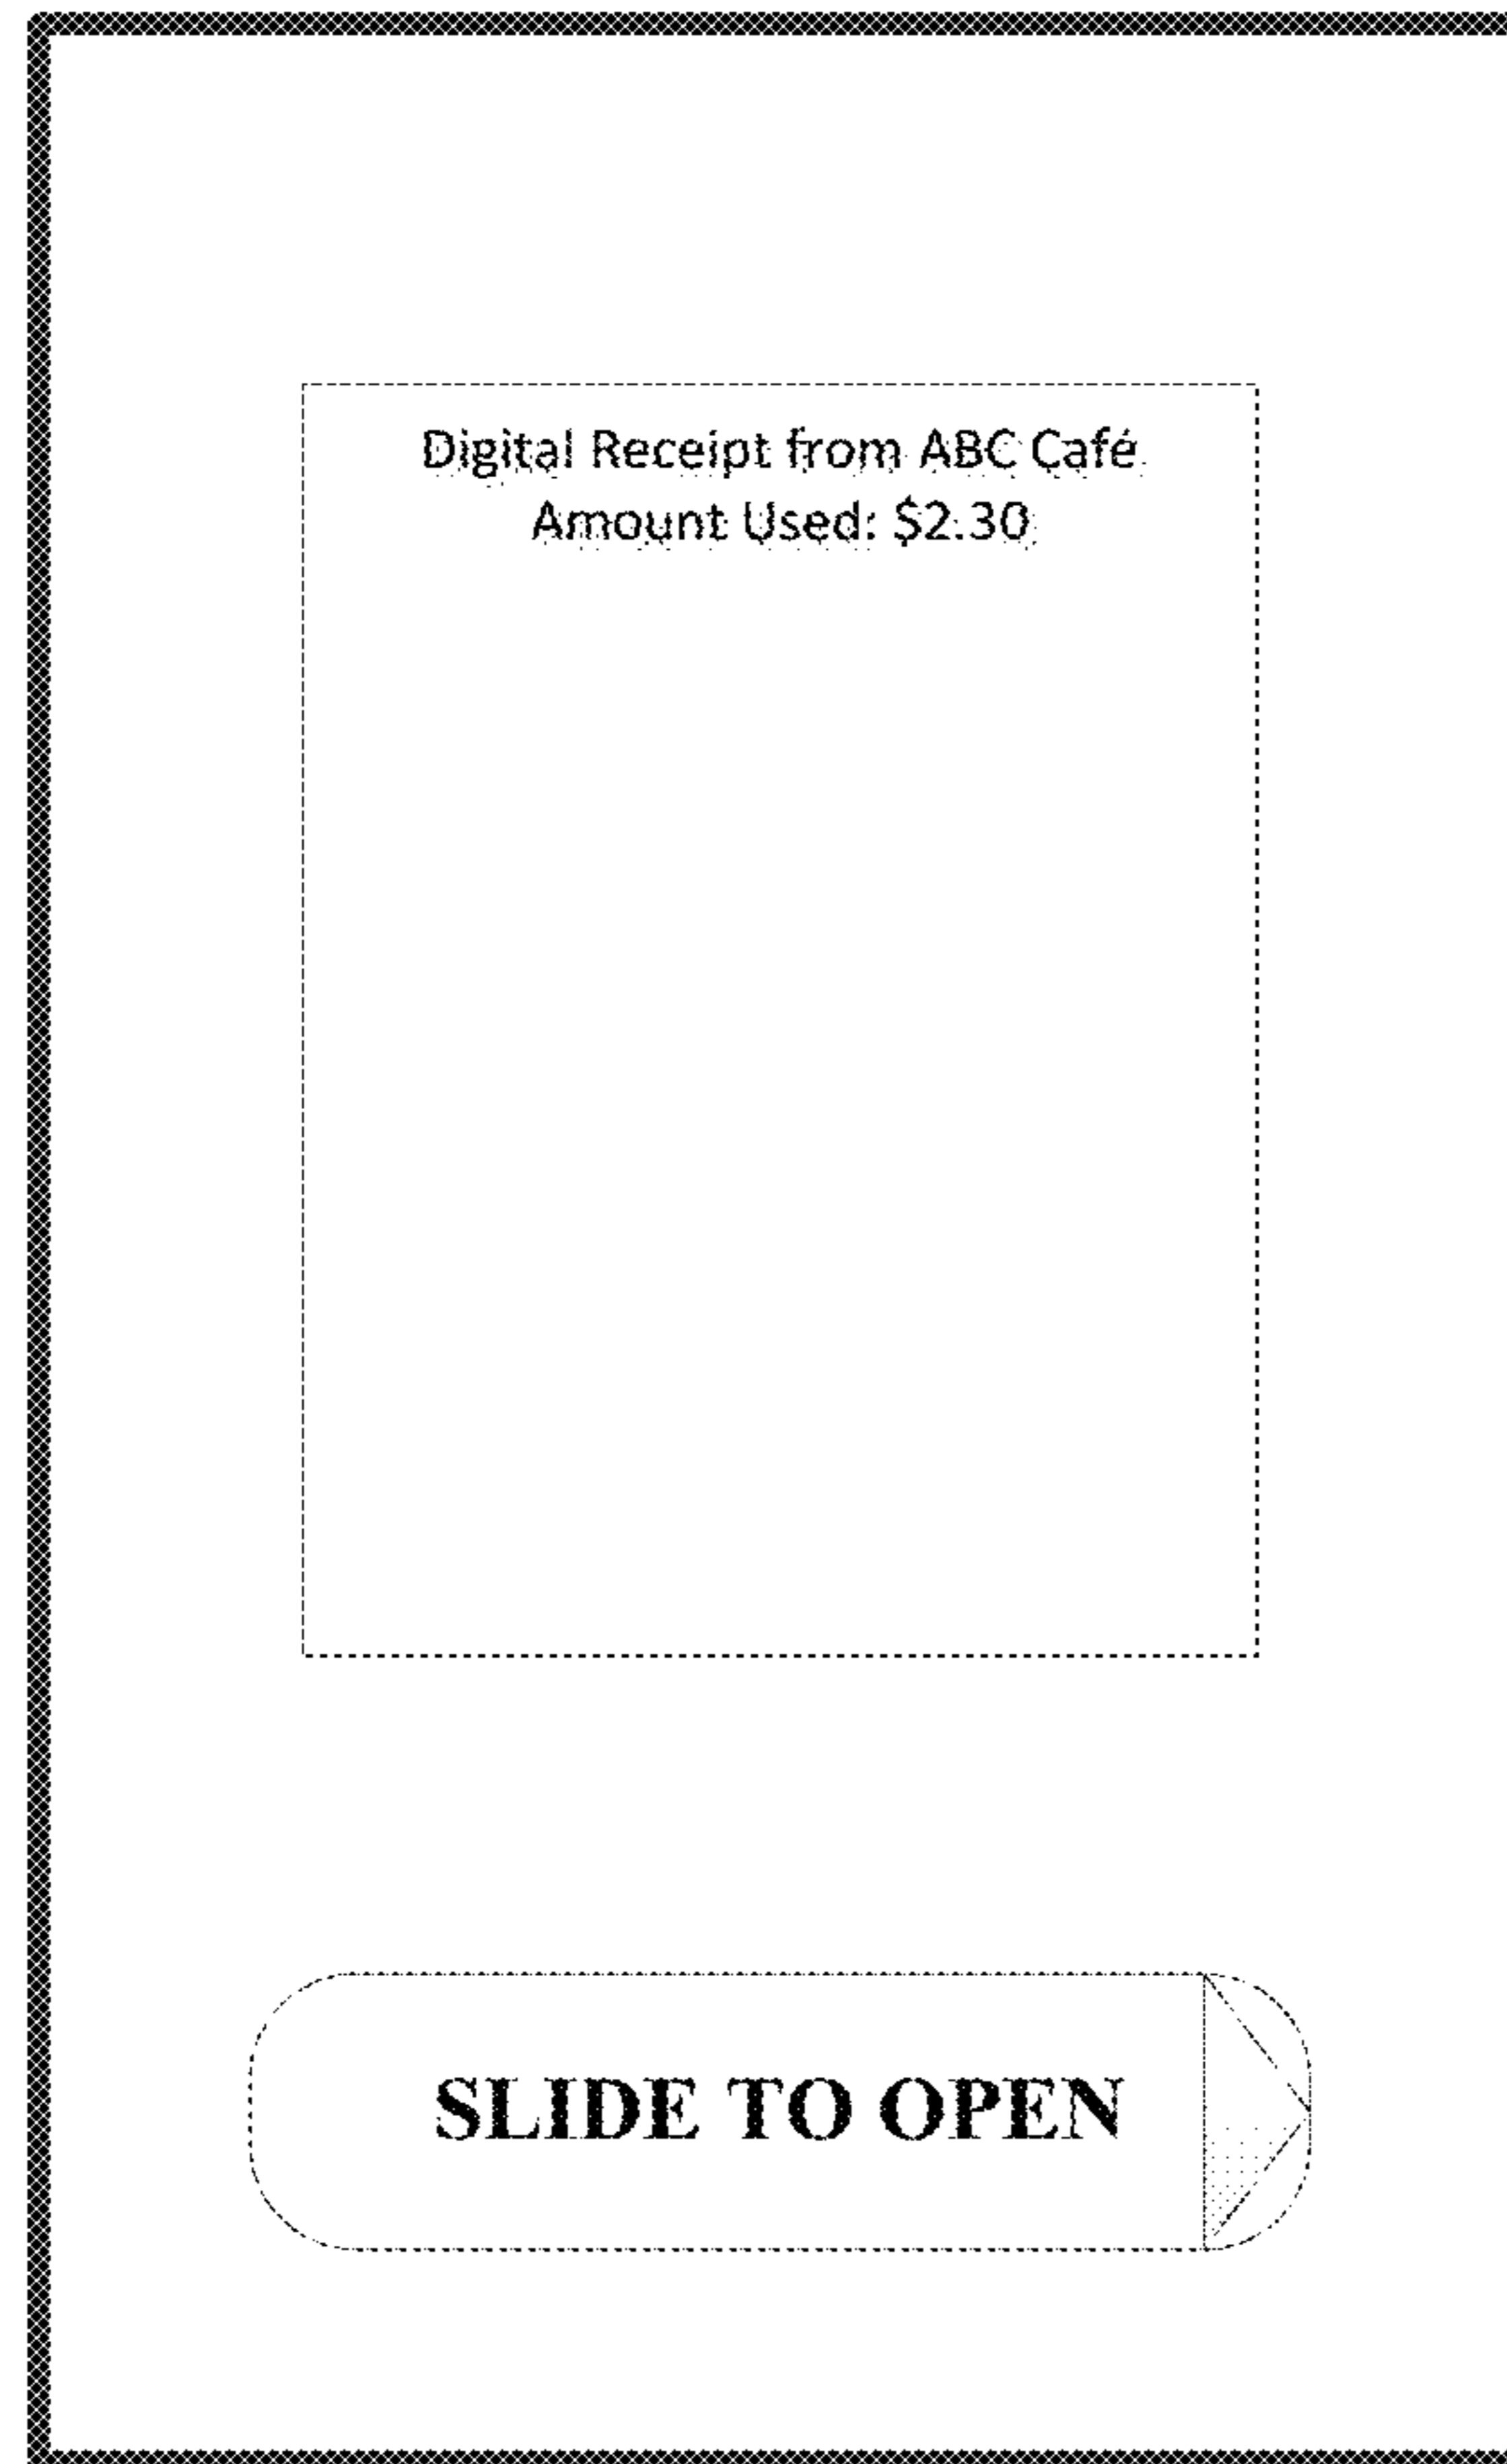 Digital Receipt from ABC Café
Amount Used: $2.30
SLIDE TO OPEN